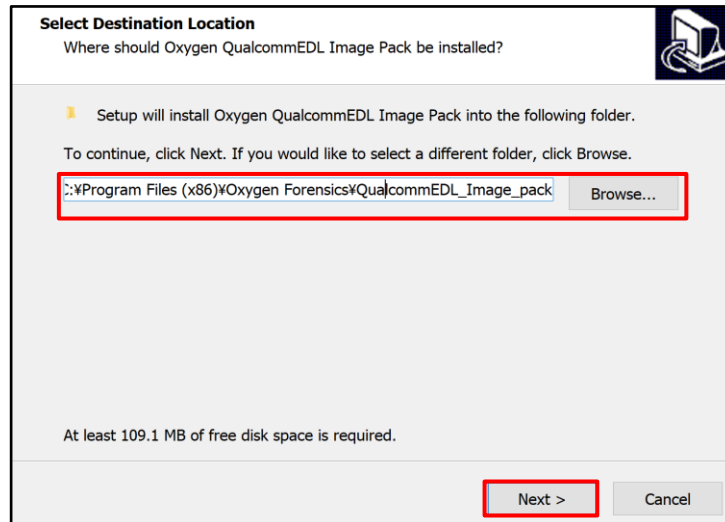 Select Destination Location
Where should Oxygen QualcommEDL Image Pack be installed?
Setup will install Oxygen QualcommEDL Image Pack into the following folder.
To continue, click Next. If you would like to select a different folder, click Browse.
:¥Program Files (x86)¥Oxygen Forensics¥QualcommEDL_Image_pack
Browse...
At least 109.1 MB of free disk space is required.
Next >
Cancel